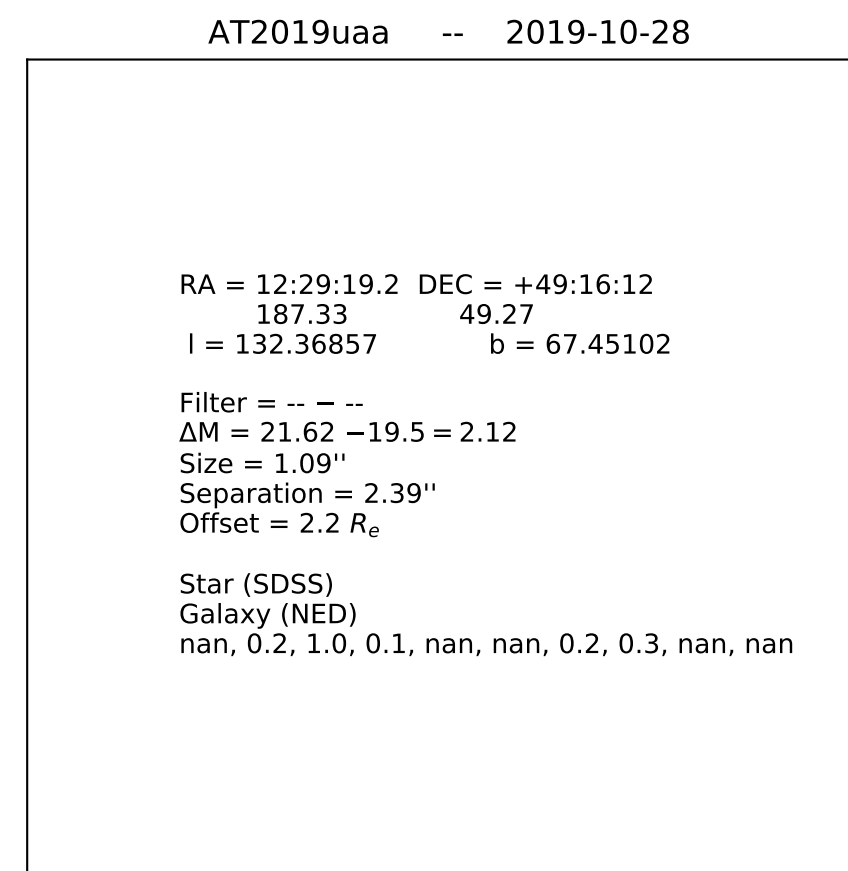 AT2019uaa -- 2019-10-28
RA = 12:29:19.2 DEC = +49:16:12
187.33 49.27
l = 132.36857 b = 67.45102
Filter = -- − --
ΔM = 21.62 −19.5 = 2.12
Size = 1.09''
Separation = 2.39''
Offset = 2.2 Re
Star (SDSS)
Galaxy (NED)
nan, 0.2, 1.0, 0.1, nan, nan, 0.2, 0.3, nan, nan